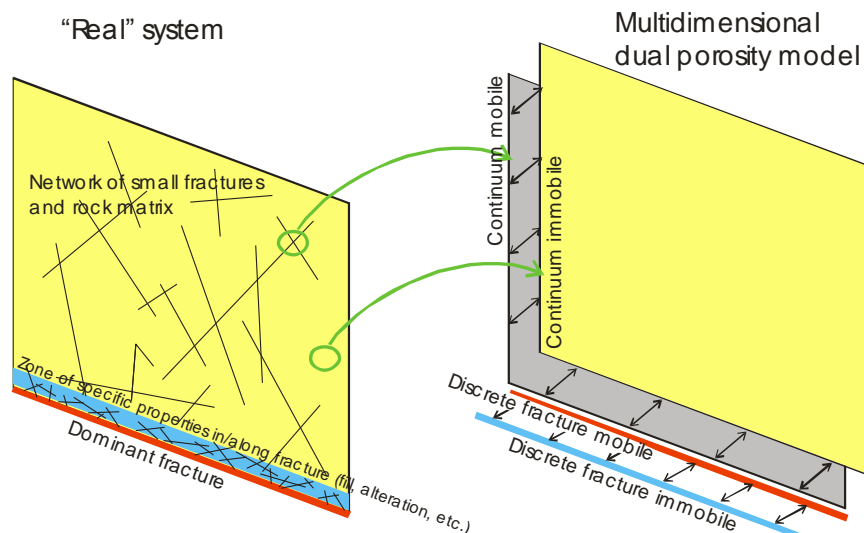 “Real” system
Multidimensional
dual porosity model
Network of small fractures
and rock matrix
Zone of specific properties in/along fracture (fill, alteration, etc.)
Dominant fracture
Continuum mobile
Continuum immobile
Discrete fracture mobile
Discrete fracture immobile